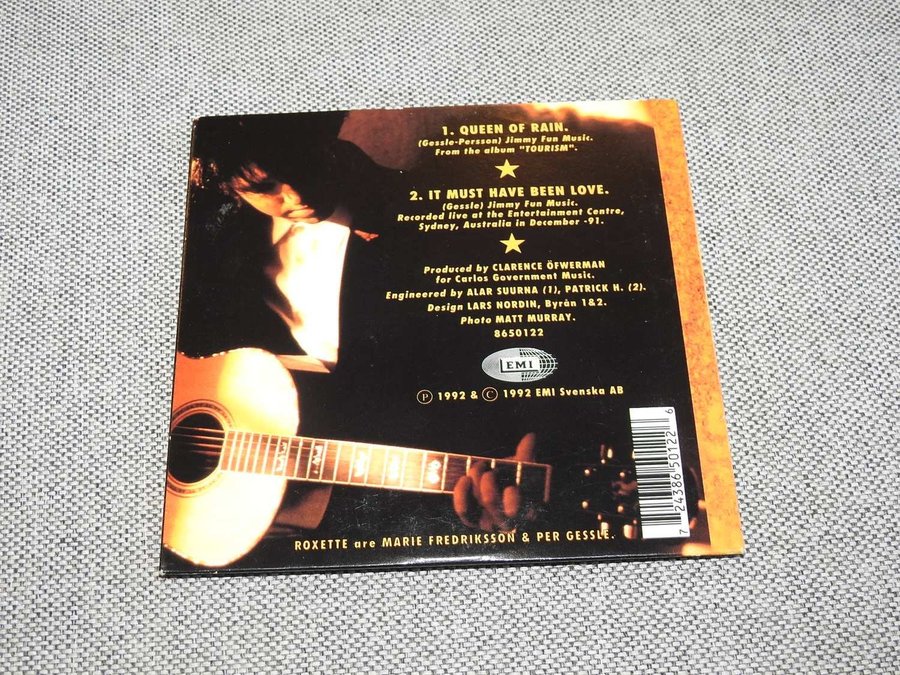 1. QUEEN OF RAIN.
(Gessle-Persson) Jimmy Fun Music.
From the album "TOURISM".
2. IT MUST HAVE BEEN LOVE.
(Gessle) Jimmy Fun Music.
Recorded live at the Entertainment Centre,
Sydney, Australia in December -91.
Produced by CLARENCE ÖFWERMAN
for Carlos Government Music.
Engineered by ALAR SUURNA (1), PATRICK H. (2).
Design LARS NORDIN, Byrån 1&2.
Photo MATT MURRAY.
8650122
EMI
Ⓟ 1992 & © 1992 EMI Svenska AB
7 24386 50122 6
ROXETTE are MARIE FREDRIKSSON & PER GESSLE.